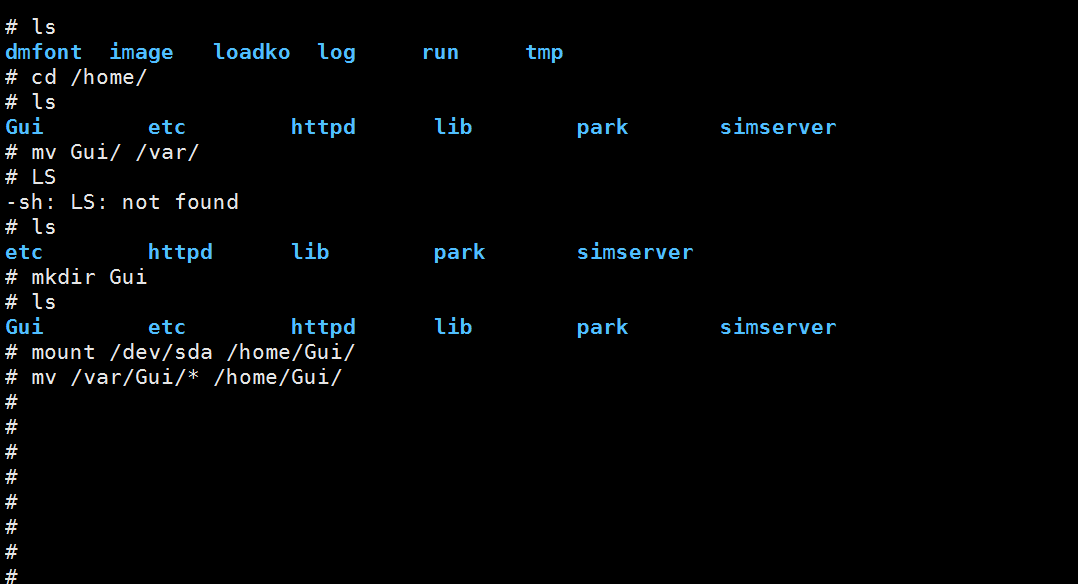 # ls
dmfont  image   loadko  log     run     tmp
# cd /home/
# ls
Gui        etc        httpd      lib        park       simserver
# mv Gui/ /var/
# LS
-sh: LS: not found
# ls
etc        httpd      lib        park       simserver
# mkdir Gui
# ls
Gui        etc        httpd      lib        park       simserver
# mount /dev/sda /home/Gui/
# mv /var/Gui/* /home/Gui/
#
#
#
#
#
#
#
#